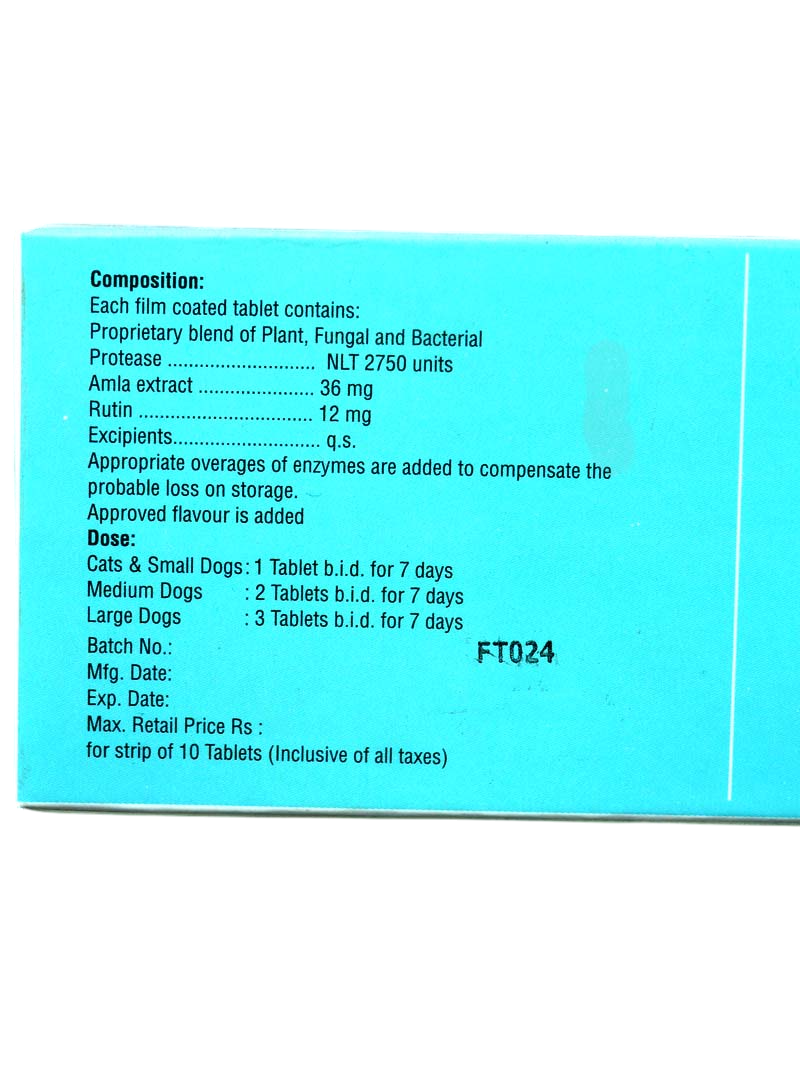 Composition:
Each film coated tablet contains:
Proprietary blend of Plant, Fungal and Bacterial
Protease ............................ NLT 2750 units
Amla extract ...................... 36 mg
Rutin ................................. 12 mg
Excipients............................ q.s.
Appropriate overages of enzymes are added to compensate the
probable loss on storage.
Approved flavour is added
Dose:
Cats & Small Dogs: 1 Tablet b.i.d. for 7 days
Medium Dogs : 2 Tablets b.i.d. for 7 days
Large Dogs : 3 Tablets b.i.d. for 7 days
Batch No.: FT024
Mfg. Date:
Exp. Date:
Max. Retail Price Rs :
for strip of 10 Tablets (Inclusive of all taxes)